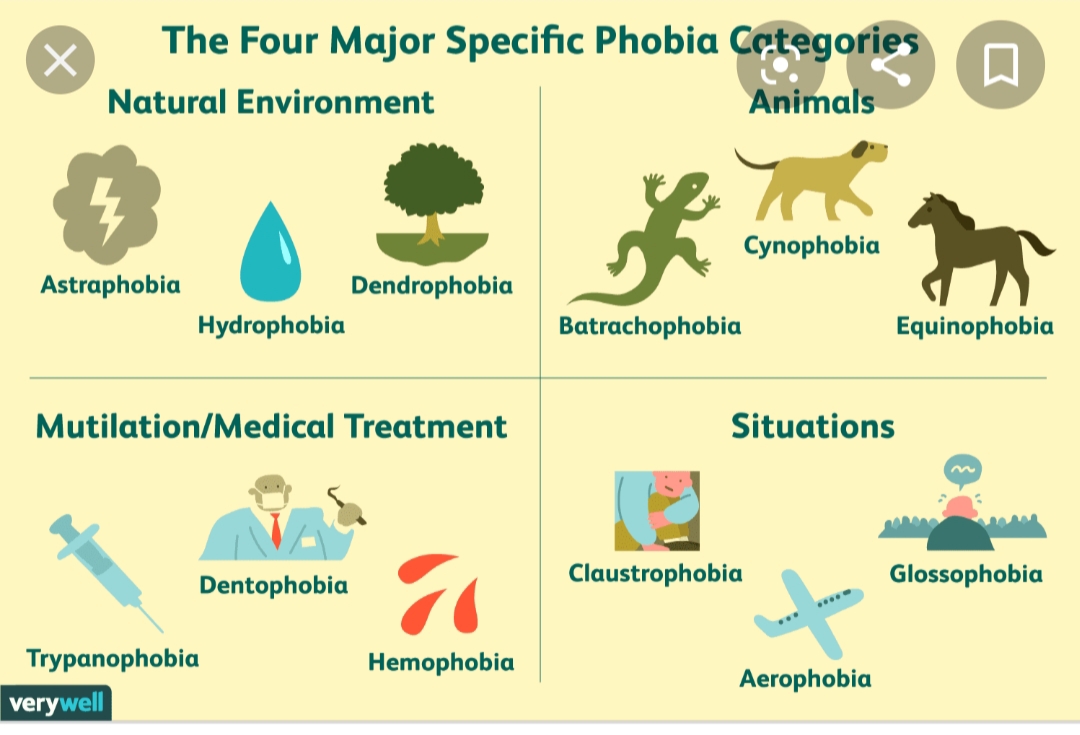 The Four Major Specific Phobia Categories
Natural Environment
Astraphobia
Hydrophobia
Dendrophobia
Animals
Batrachophobia
Cynophobia
Equinophobia
Mutilation/Medical Treatment
Trypanophobia
Dentophobia
Hemophobia
Situations
Claustrophobia
Aerophobia
Glossophobia
verywell